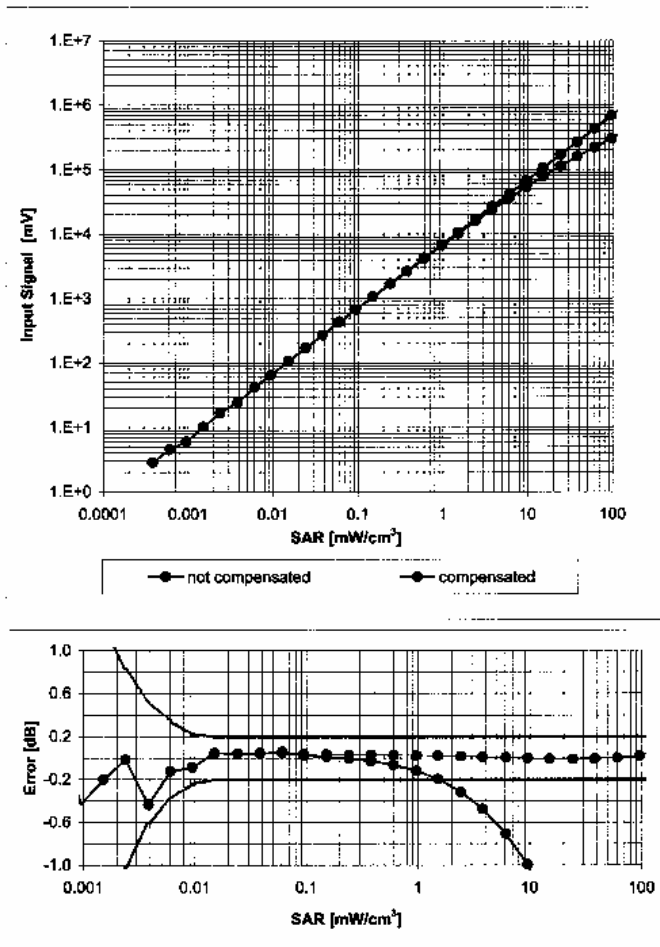 1.E+7
1.E+6
1.E+5
1.E+4
1.E+3
1.E+2
1.E+1
1.E+0
Input Signal [mV]
0.0001 0.001 0.01 0.1 1 10 100
SAR [mW/cm³]
not compensated compensated
1.0
0.6
0.2
-0.2
-0.6
-1.0
Error [dB]
0.001 0.01 0.1 1 10 100
SAR [mW/cm³]